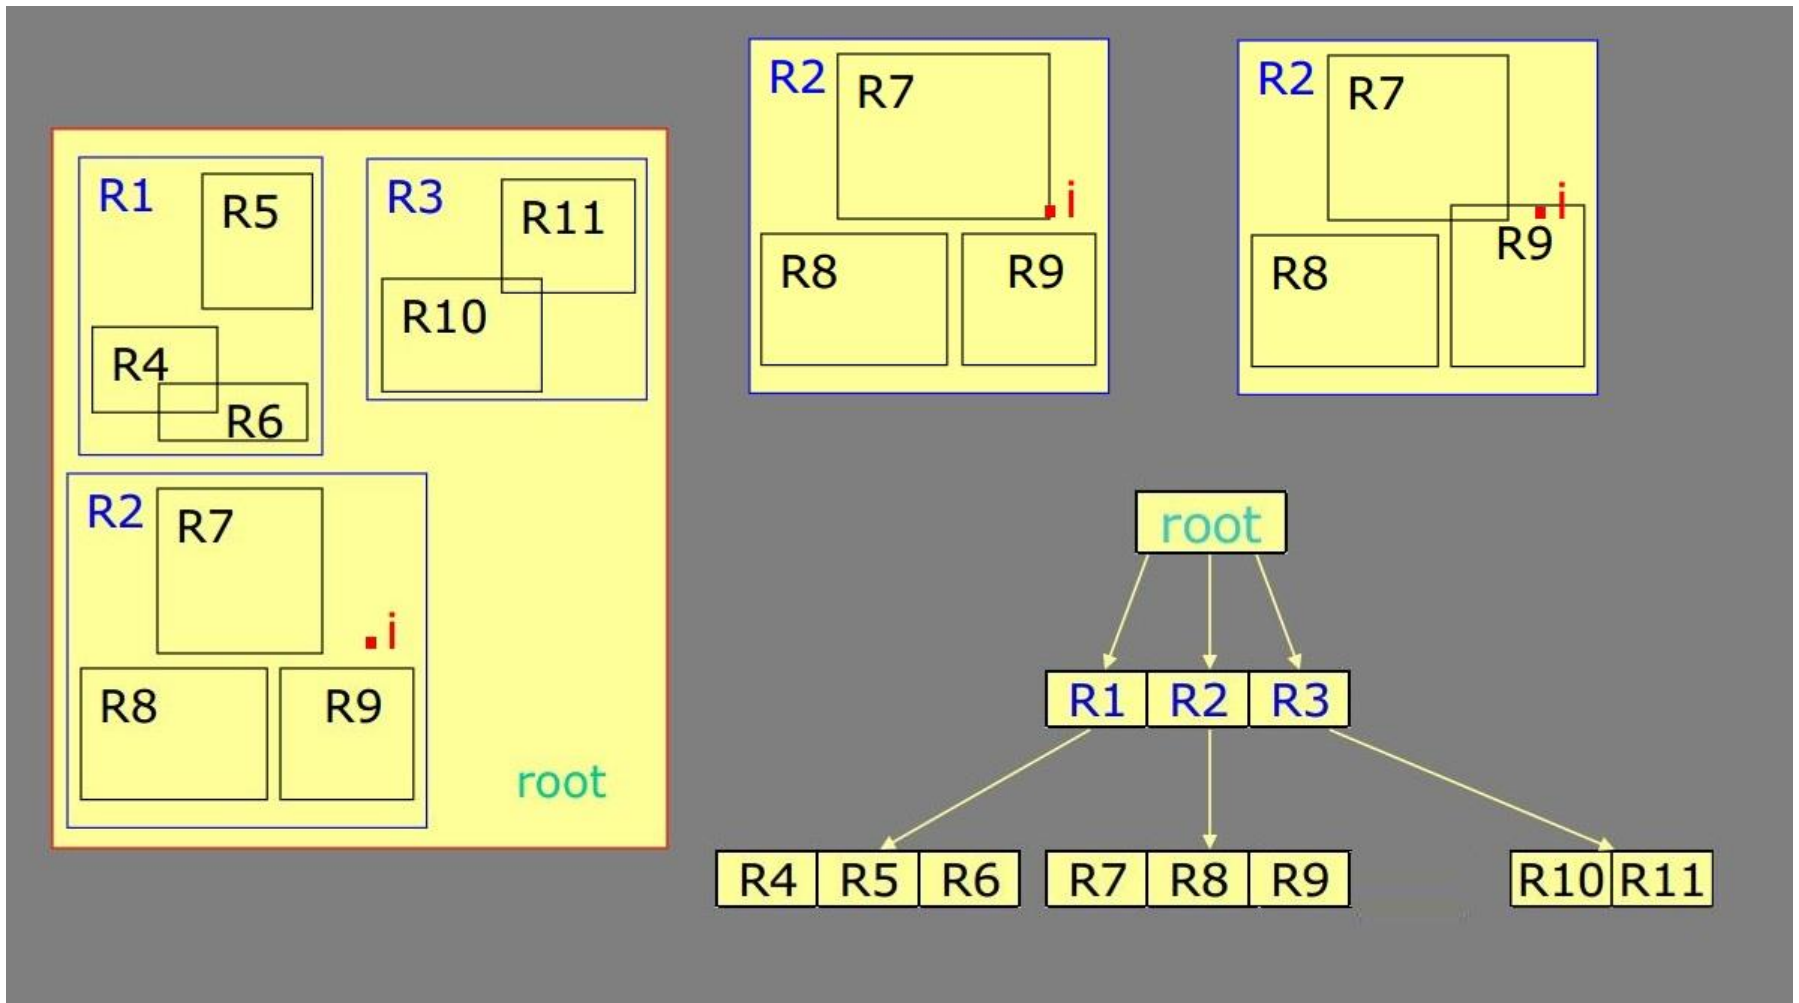 R1
R5
R4
R6
R3
R11
R10
R2
R7
i
R8
R9
root
R2
R7
i
R8
R9
R2
R7
i
R9
R8
root
R1 R2 R3
R4 R5 R6 R7 R8 R9 R10 R11